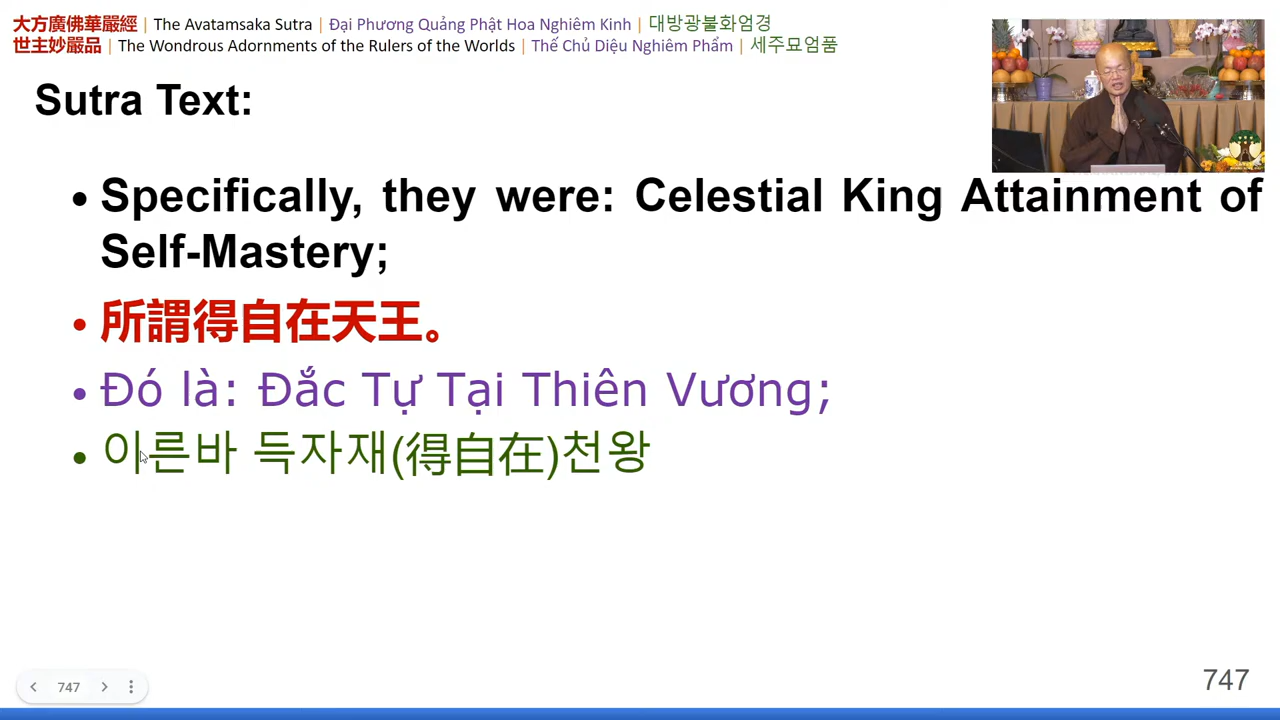 大方廣佛華嚴經 | The Avatamsaka Sutra | Đại Phương Quảng Phật Hoa Nghiêm Kinh | 대방광불화엄경
世主妙嚴品 | The Wondrous Adornments of the Rulers of the Worlds | Thế Chủ Diệu Nghiêm Phẩm | 세주묘엄품
Sutra Text:
• Specifically, they were: Celestial King Attainment of
Self-Mastery;
• 所謂得自在天王。
• Đó là: Đắc Tự Tại Thiên Vương;
• 이른바 득자재(得自在)천왕
747
747